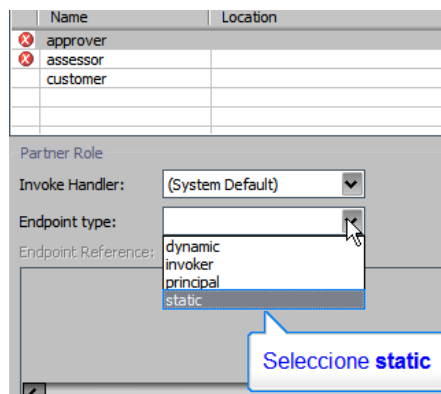 Name Location
approver
assessor
customer
Partner Role
Invoke Handler: (System Default)
Endpoint type:
Endpoint Reference:
dynamic
invoker
principal
static
Seleccione static